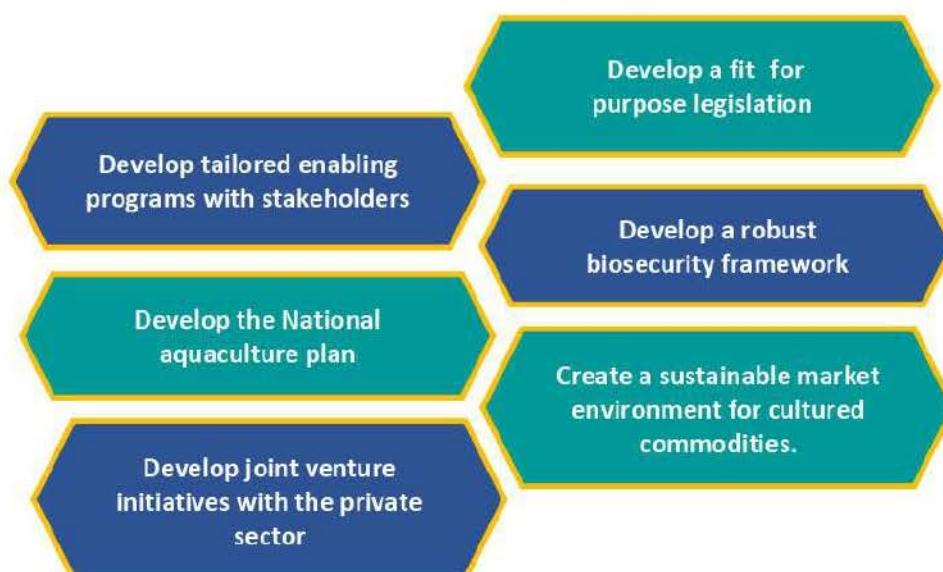 Develop a fit for
purpose legislation
Develop tailored enabling
programs with stakeholders
Develop a robust
biosecurity framework
Develop the National
aquaculture plan
Create a sustainable market
environment for cultured
commodities.
Develop joint venture
initiatives with the private
sector